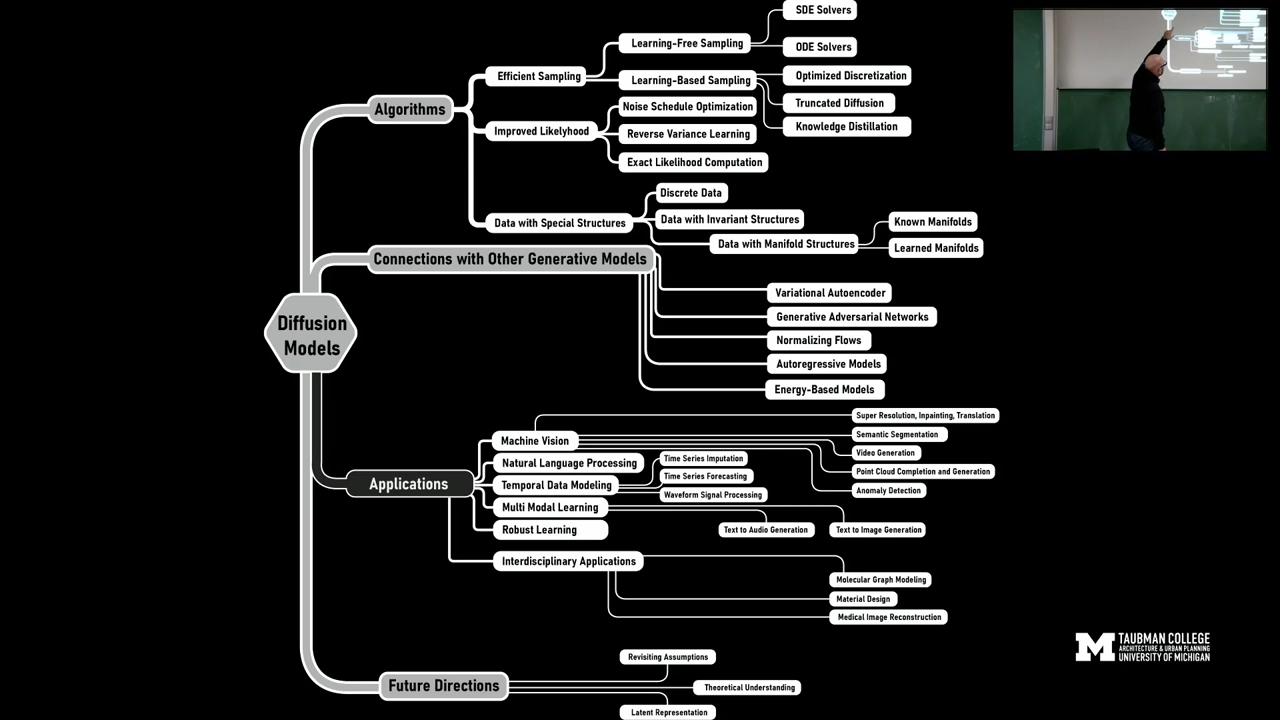 SDE Solvers
Learning-Free Sampling
ODE Solvers
Efficient Sampling
Learning-Based Sampling
Optimized Discretization
Truncated Diffusion
Knowledge Distillation
Algorithms
Noise Schedule Optimization
Improved Likelyhood
Reverse Variance Learning
Exact Likelihood Computation
Discrete Data
Data with Special Structures
Data with Invariant Structures
Data with Manifold Structures
Known Manifolds
Learned Manifolds
Connections with Other Generative Models
Variational Autoencoder
Generative Adversarial Networks
Normalizing Flows
Autoregressive Models
Energy-Based Models
Diffusion
Models
Super Resolution, Inpainting, Translation
Machine Vision
Semantic Segmentation
Video Generation
Point Cloud Completion and Generation
Anomaly Detection
Natural Language Processing
Time Series Imputation
Applications
Temporal Data Modeling
Time Series Forecasting
Waveform Signal Processing
Multi Modal Learning
Text to Audio Generation
Text to Image Generation
Robust Learning
Interdisciplinary Applications
Molecular Graph Modeling
Material Design
Medical Image Reconstruction
Revisiting Assumptions
Future Directions
Theoretical Understanding
Latent Representation
M
TAUBMAN COLLEGE
ARCHITECTURE & URBAN PLANNING
UNIVERSITY OF MICHIGAN